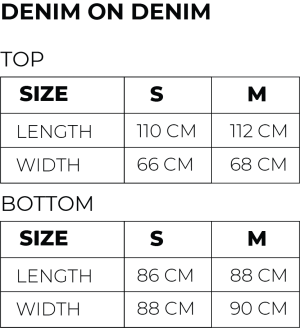 DENIM ON DENIM
TOP
SIZE S M
LENGTH 110 CM 112 CM
WIDTH 66 CM 68 CM
BOTTOM
SIZE S M
LENGTH 86 CM 88 CM
WIDTH 88 CM 90 CM